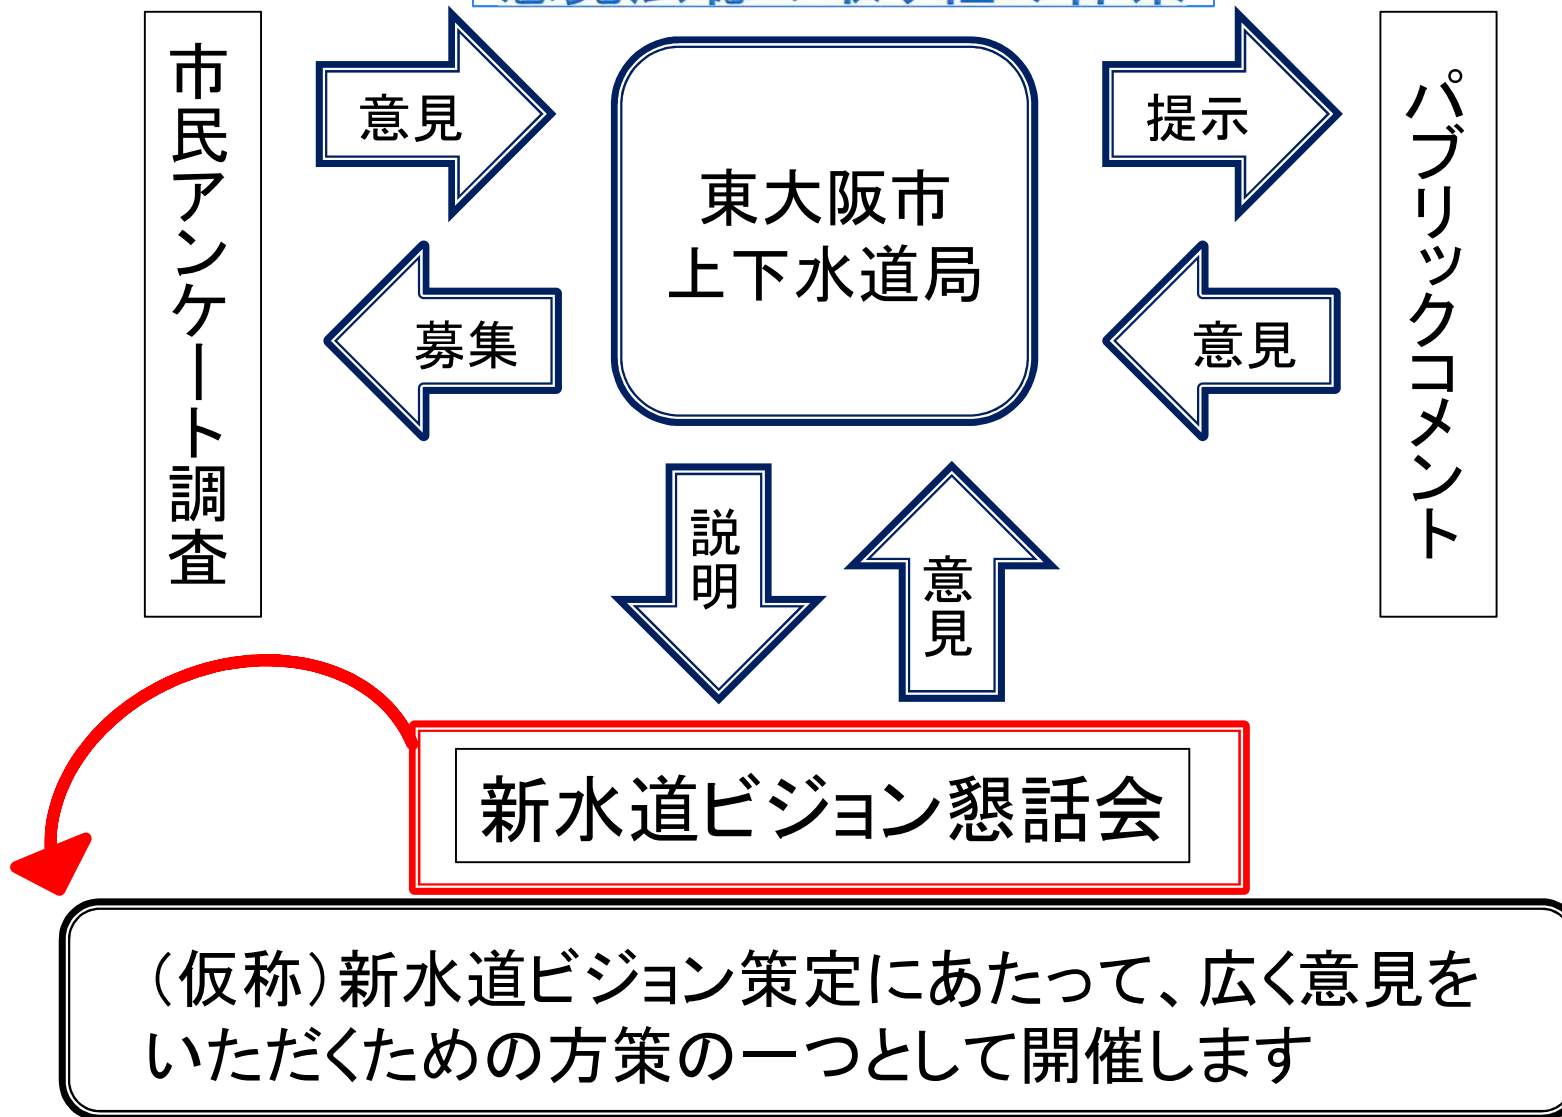 市民アンケート調査
意見
募集
東大阪市
上下水道局
提示
意見
パブリックコメント
説明
意見
新水道ビジョン懇話会
（仮称）新水道ビジョン策定にあたって、広く意見を
いただくための方策の一つとして開催します